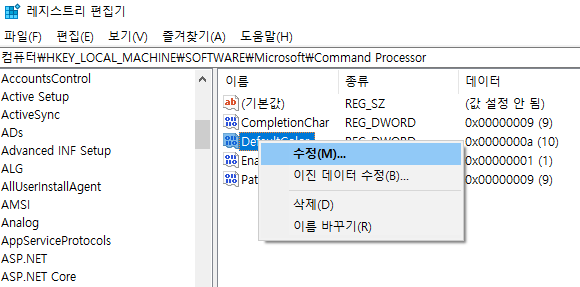 레지스트리 편집기
파일(F) 편집(E) 보기(V) 즐겨찾기(A) 도움말(H)
컴퓨터₩HKEY_LOCAL_MACHINE₩SOFTWARE₩Microsoft₩Command Processor
AccountsControl
Active Setup
ActiveSync
ADs
Advanced INF Setup
ALG
AllUserInstallAgent
AMSI
Analog
AppServiceProtocols
ASP.NET
ASP.NET Core
이름 종류 데이터
(기본값) REG_SZ (값 설정 안 됨)
CompletionChar REG_DWORD 0x00000009 (9)
DefaultColor REG_DWORD 0x0000000a (10)
Ena 0x00000001 (1)
Pat 0x00000009 (9)
수정(M)...
이진 데이터 수정(B)...
삭제(D)
이름 바꾸기(R)